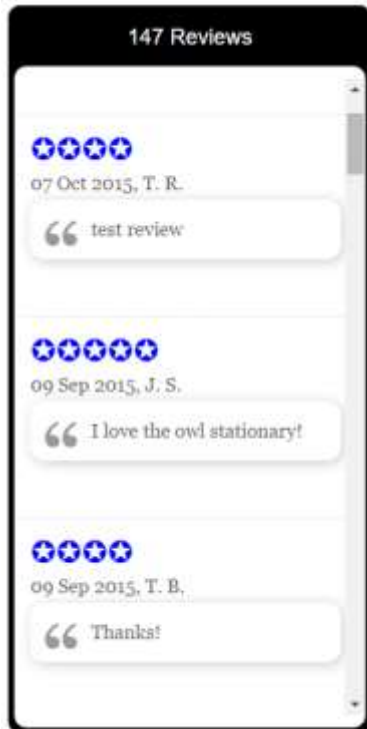 147 Reviews
07 Oct 2015, T. R.
test review
09 Sep 2015, J. S.
I love the owl stationary!
09 Sep 2015, T. B.
Thanks!